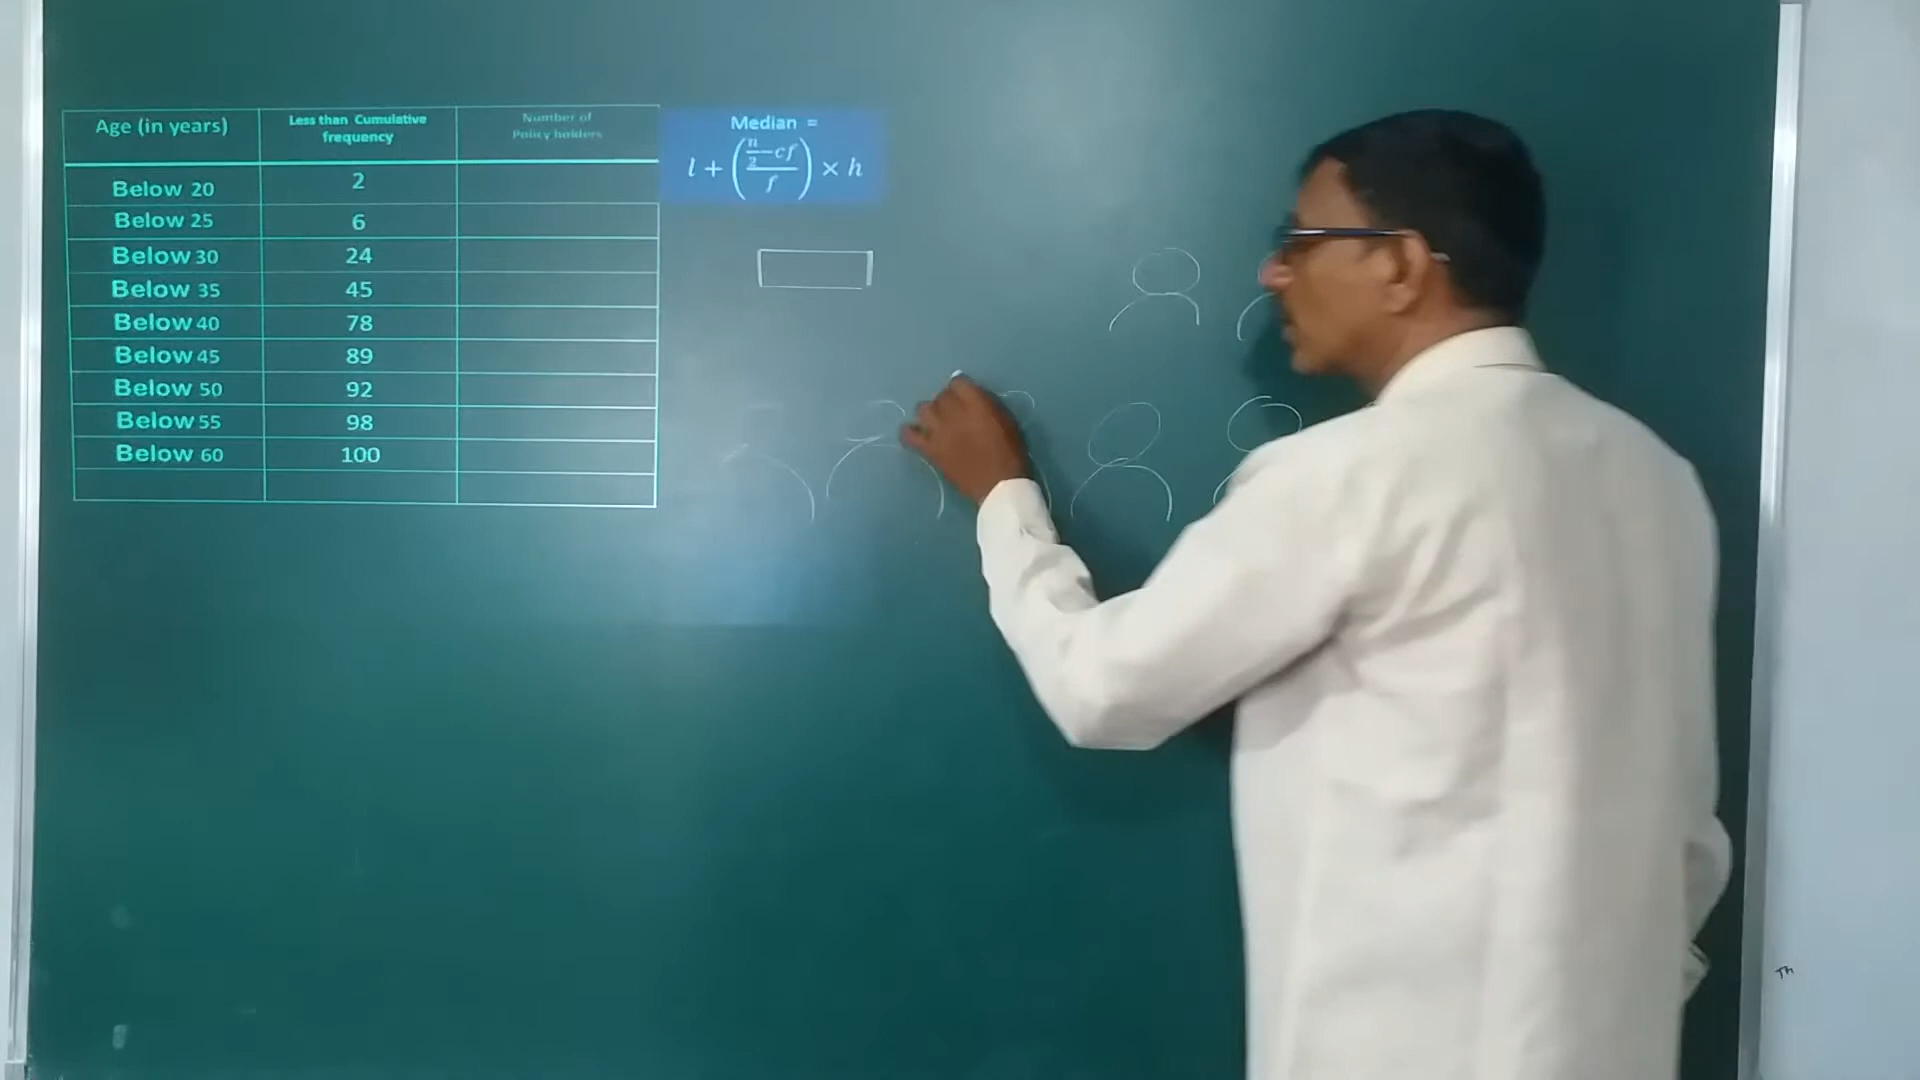 Age (in years) Less than Cumulative frequency Number of Policy holders
Below 20 2
Below 25 6
Below 30 24
Below 35 45
Below 40 78
Below 45 89
Below 50 92
Below 55 98
Below 60 100
Median =
l + ((n/2 - cf)/f) × h
Th